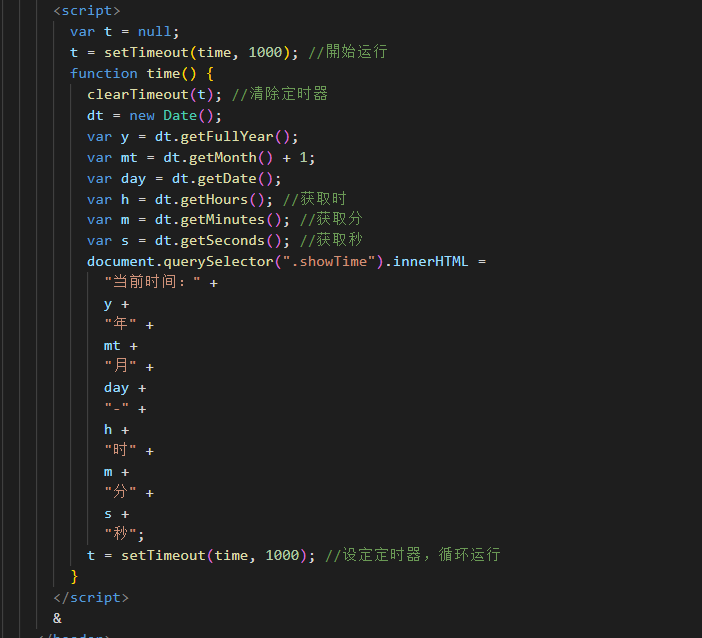 <script>
var t = null;
t = setTimeout(time, 1000); //開始运行
function time() {
clearTimeout(t); //清除定时器
dt = new Date();
var y = dt.getFullYear();
var mt = dt.getMonth() + 1;
var day = dt.getDate();
var h = dt.getHours(); //获取时
var m = dt.getMinutes(); //获取分
var s = dt.getSeconds(); //获取秒
document.querySelector(".showTime").innerHTML =
"当前时间：" +
y +
"年" +
mt +
"月" +
day +
"-" +
h +
"时" +
m +
"分" +
s +
"秒";
t = setTimeout(time, 1000); //设定定时器，循环运行
}
</script>
&
</header>